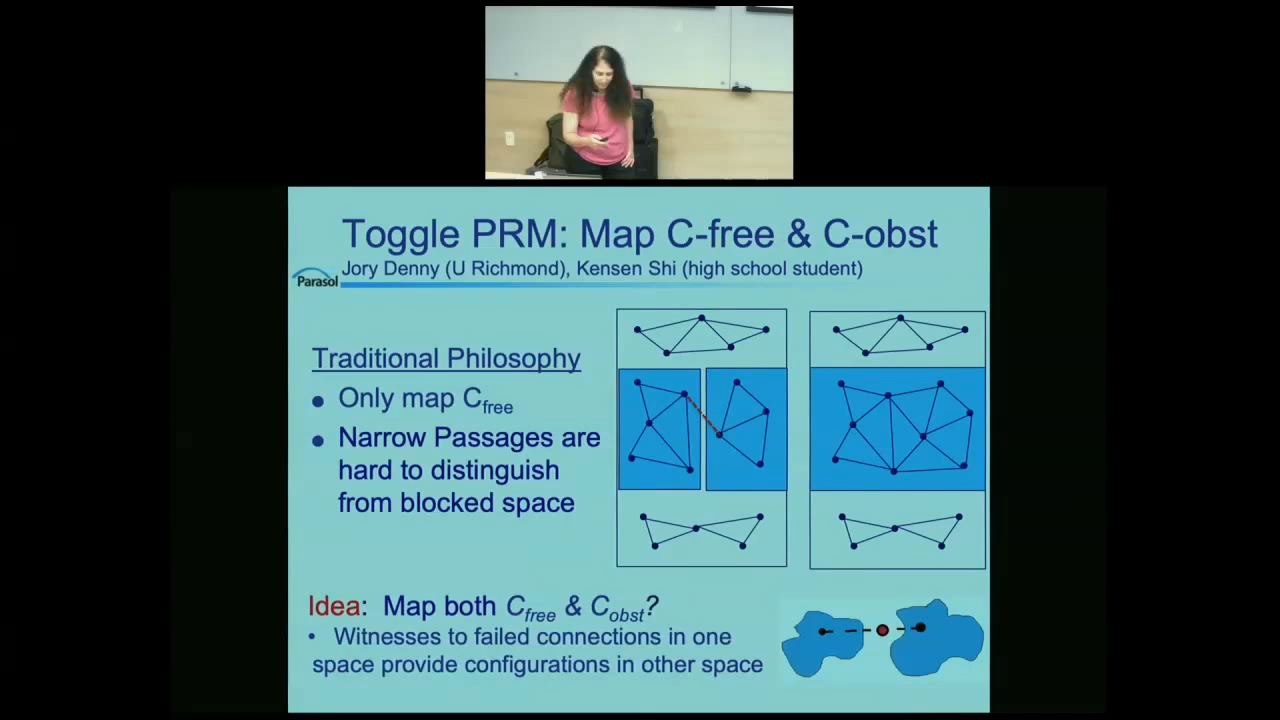 Toggle PRM: Map C-free & C-obst
Jory Denny (U Richmond), Kensen Shi (high school student)
Parasol
Traditional Philosophy
• Only map Cfree
• Narrow Passages are
hard to distinguish
from blocked space
Idea: Map both Cfree & Cobst?
• Witnesses to failed connections in one
space provide configurations in other space